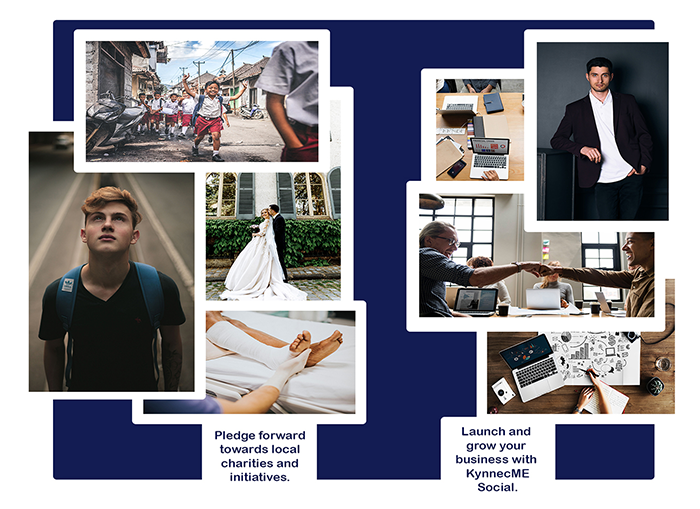 Pledge forward
towards local
charities and
initiatives.
Launch and
grow your
business with
KynnecME
Social.